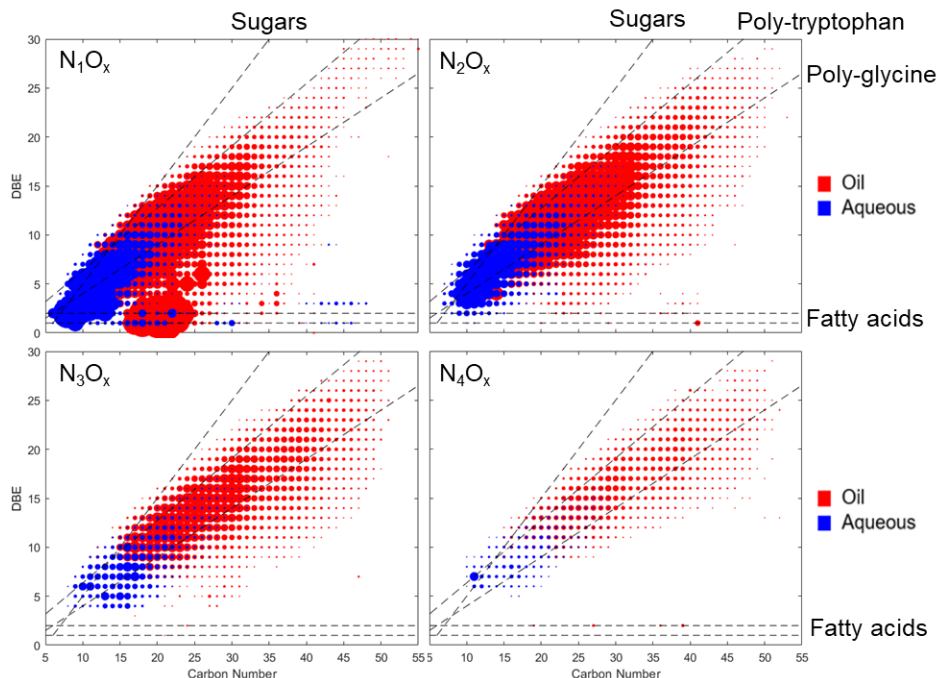 Sugars
Sugars
Poly-tryptophan
Poly-glycine
N₁Oₓ
N₂Oₓ
30
25
20
15
10
5
0
DBE
Oil
Aqueous
Fatty acids
N₃Oₓ
N₄Oₓ
30
25
20
15
10
5
0
DBE
5 10 15 20 25 30 35 40 45 50 55
Carbon Number
5 10 15 20 25 30 35 40 45 50 55
Carbon Number
Oil
Aqueous
Fatty acids